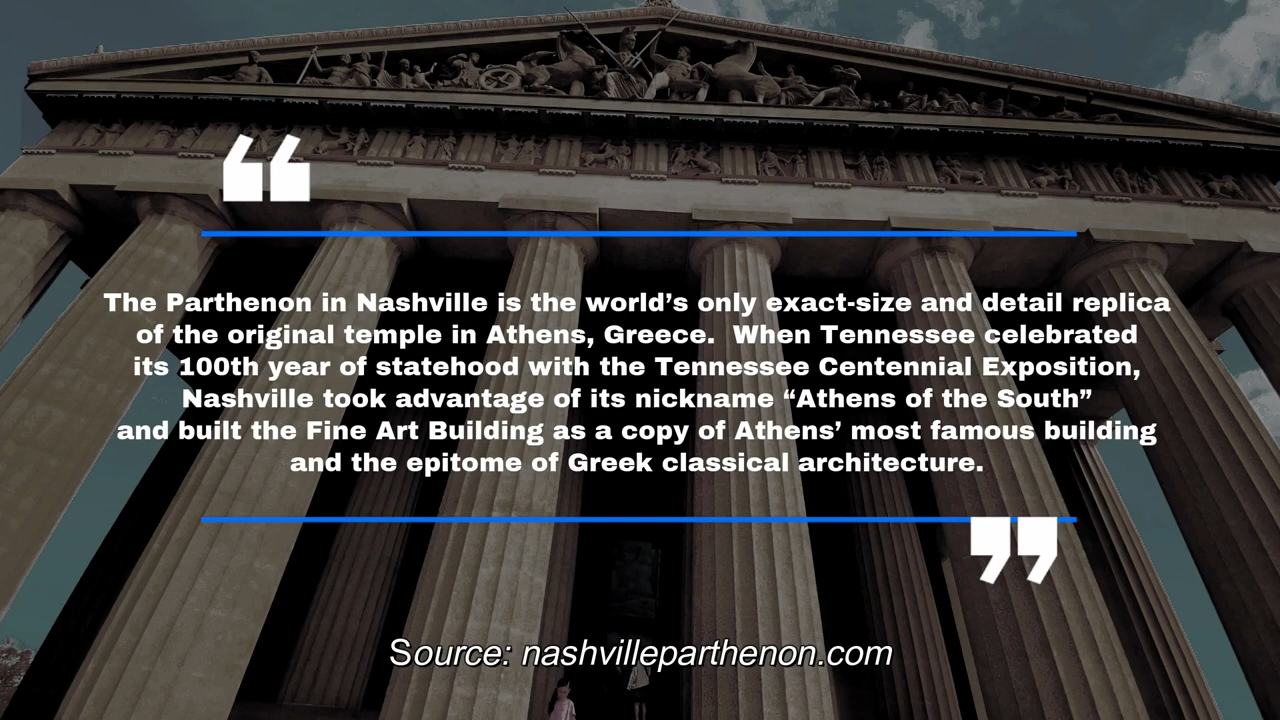 “
The Parthenon in Nashville is the world’s only exact-size and detail replica
of the original temple in Athens, Greece.  When Tennessee celebrated
its 100th year of statehood with the Tennessee Centennial Exposition,
Nashville took advantage of its nickname “Athens of the South”
and built the Fine Art Building as a copy of Athens’ most famous building
and the epitome of Greek classical architecture.
”
Source: nashvilleparthenon.com